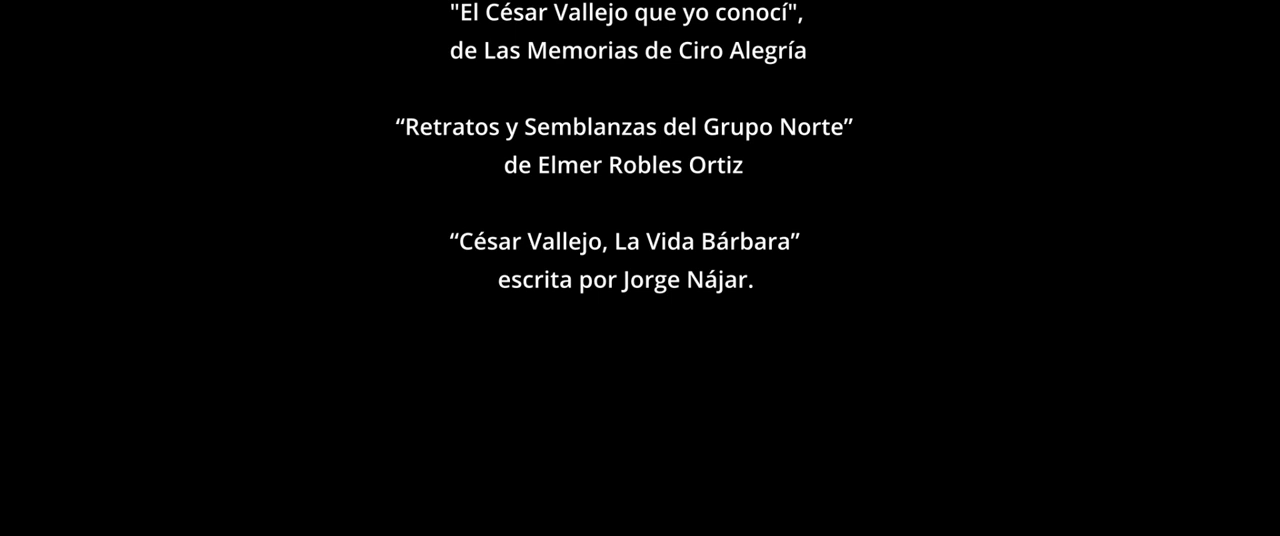 "El César Vallejo que yo conocí",
de Las Memorias de Ciro Alegría
“Retratos y Semblanzas del Grupo Norte”
de Elmer Robles Ortiz
“César Vallejo, La Vida Bárbara”
escrita por Jorge Nájar.